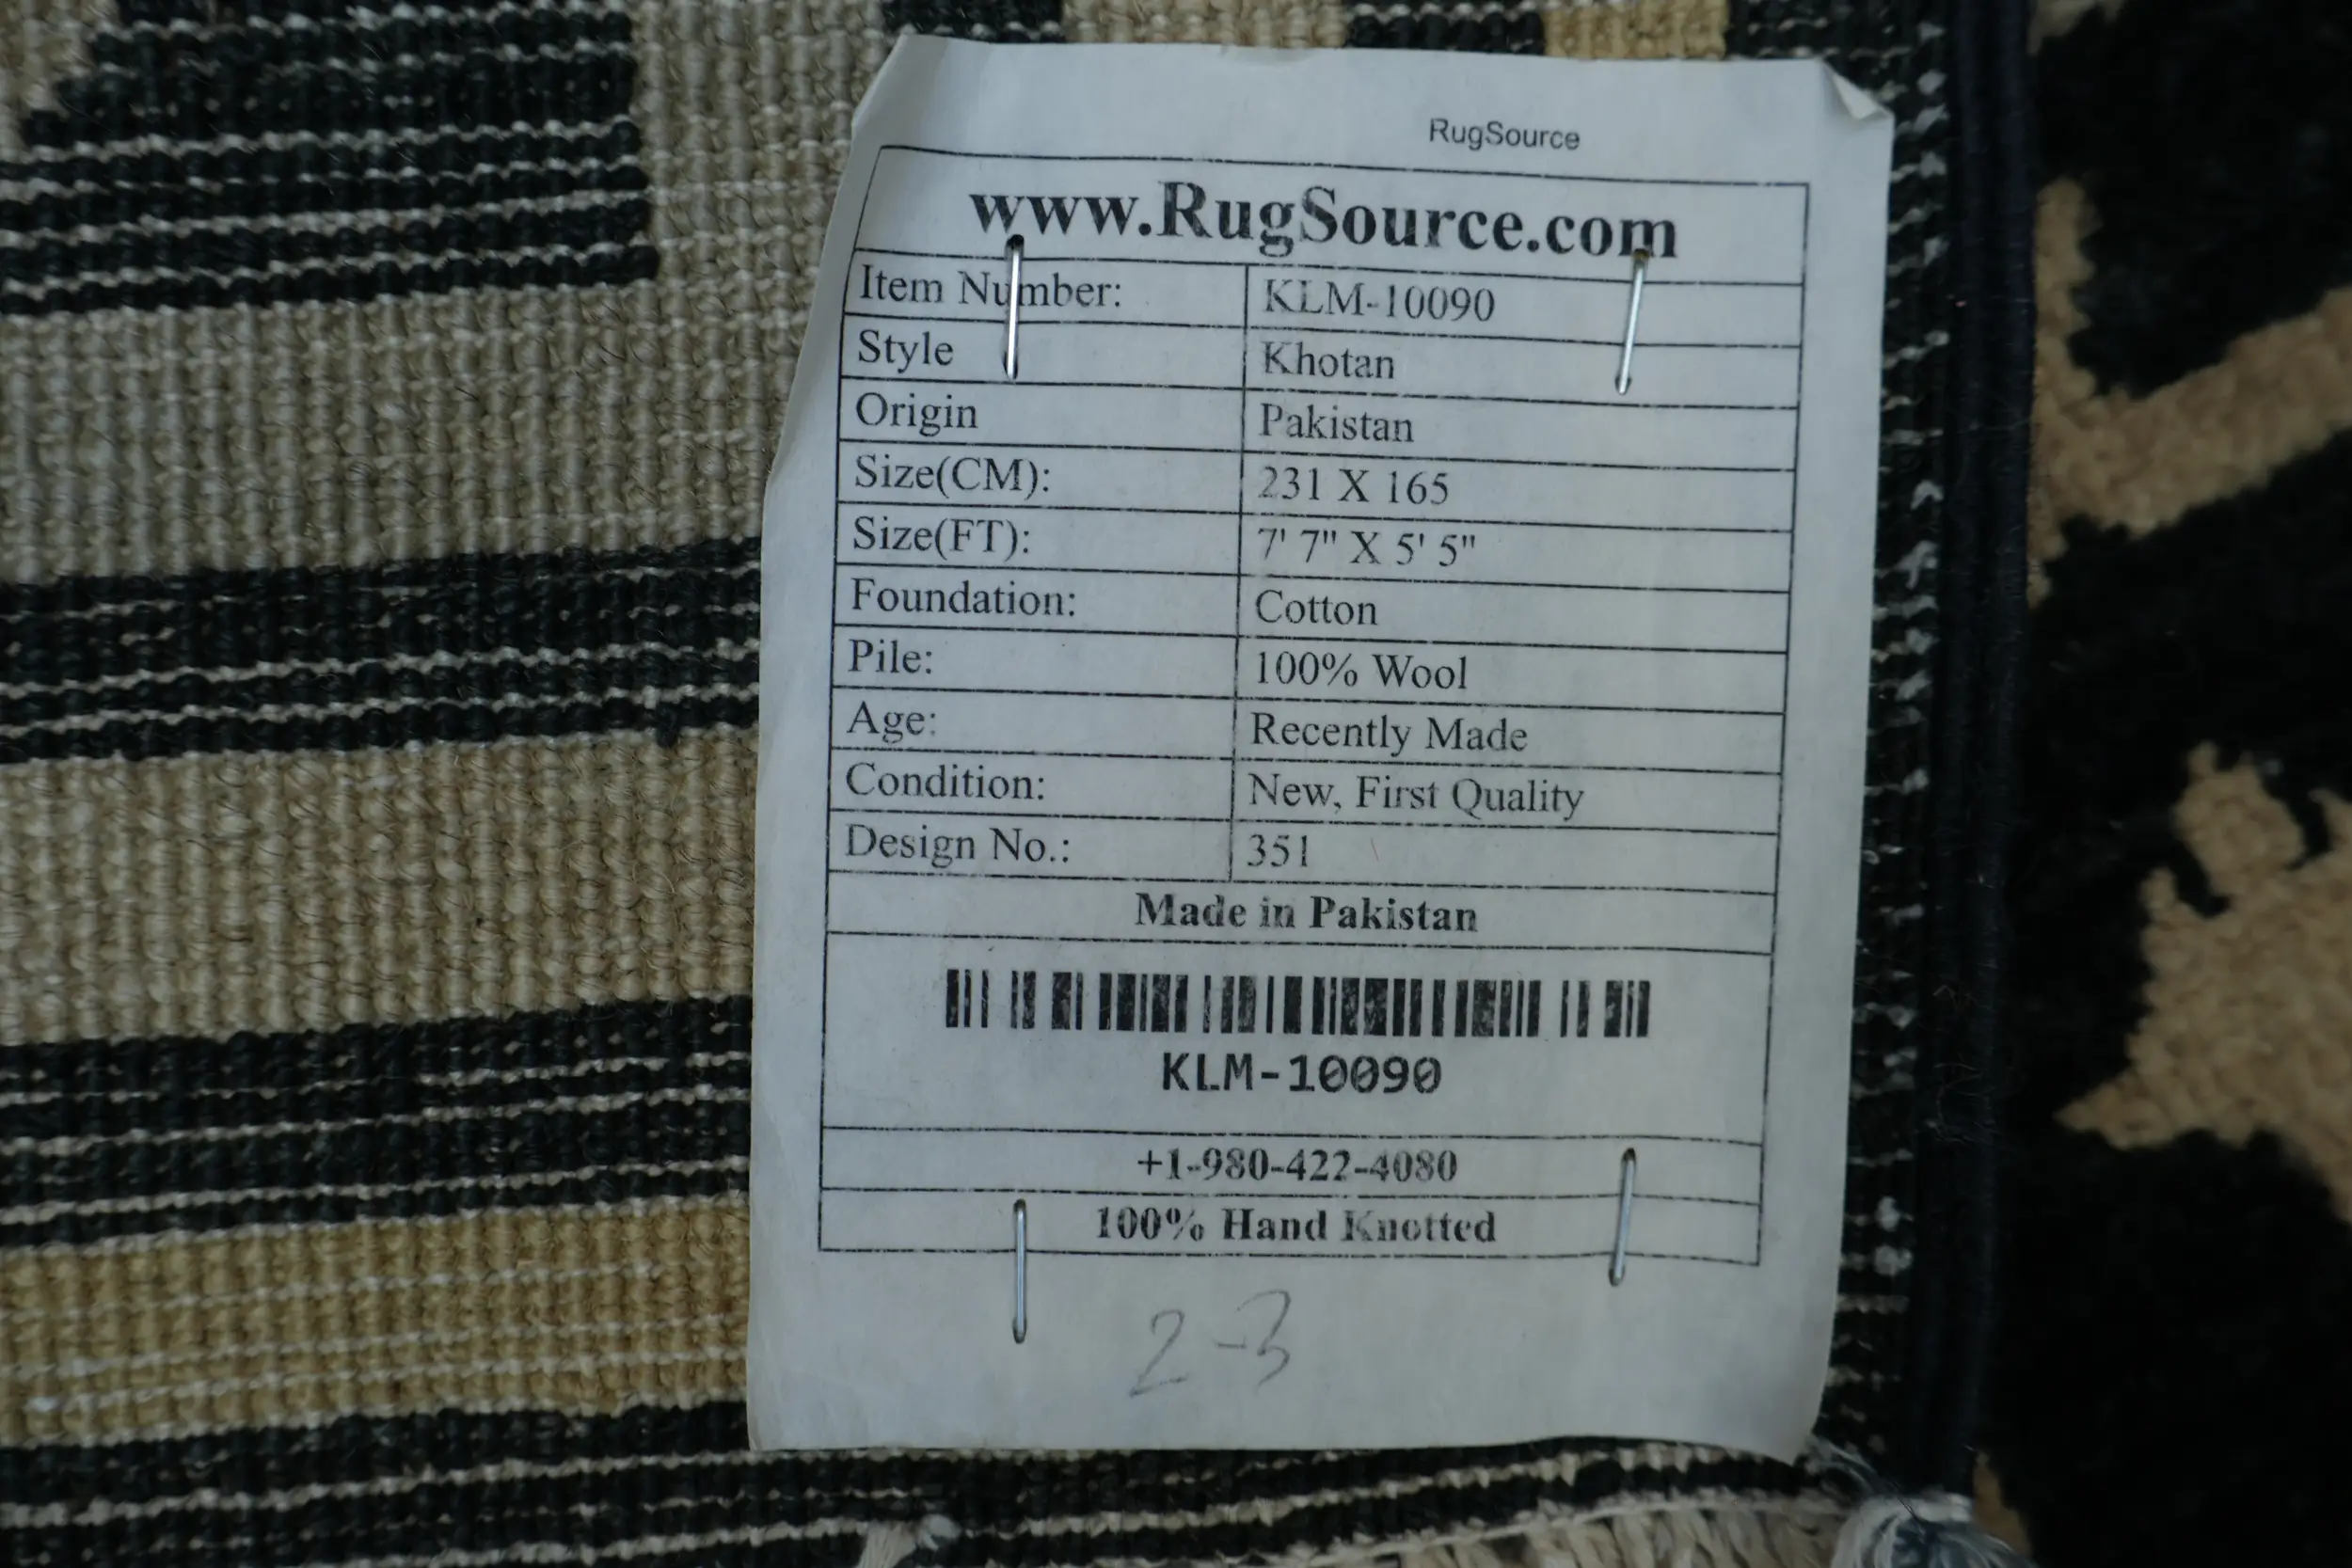 RugSource
www.RugSource.com
Item Number: KLM-10090
Style Khotan
Origin Pakistan
Size(CM): 231 X 165
Size(FT): 7' 7" X 5' 5"
Foundation: Cotton
Pile: 100% Wool
Age: Recently Made
Condition: New, First Quality
Design No.: 351
Made in Pakistan
KLM-10090
+1-980-422-4080
100% Hand Knotted
2-3